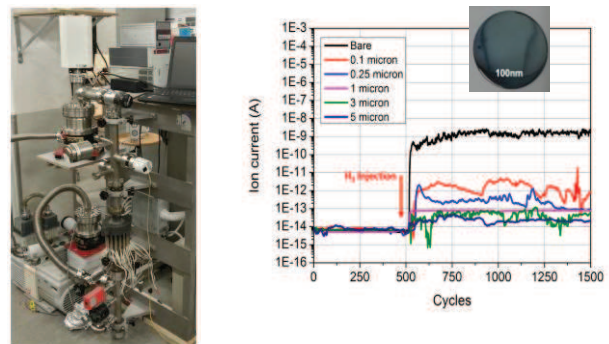 1E-3
1E-4
1E-5
1E-6
1E-7
1E-8
1E-9
1E-10
1E-11
1E-12
1E-13
1E-14
1E-15
1E-16
Ion current (A)
Bare
0.1 micron
0.25 micron
1 micron
3 micron
5 micron
100nm
H₂ Injection
0 250 500 750 1000 1250 1500
Cycles